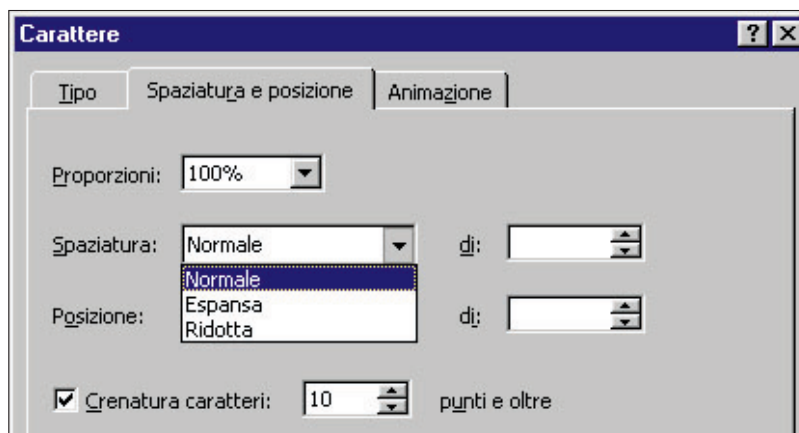 Carattere
Tipo Spaziatura e posizione Animazione
Proporzioni: 100%
Spaziatura: Normale di:
Normale
Espansa
Ridotta
Posizione: di:
Crenatura caratteri: 10 punti e oltre